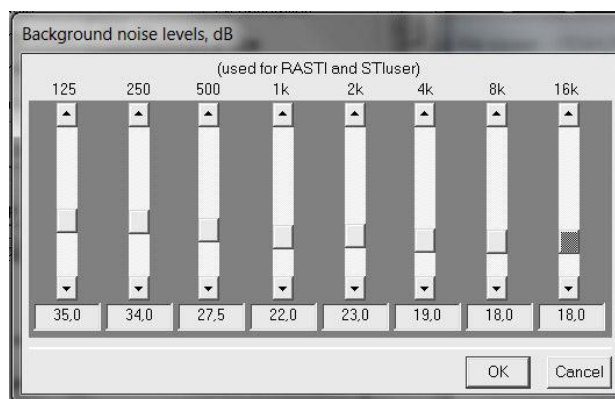 Background noise levels, dB
(used for RASTI and STIuser)
125 250 500 1k 2k 4k 8k 16k
35,0 34,0 27,5 22,0 23,0 19,0 18,0 18,0
OK Cancel